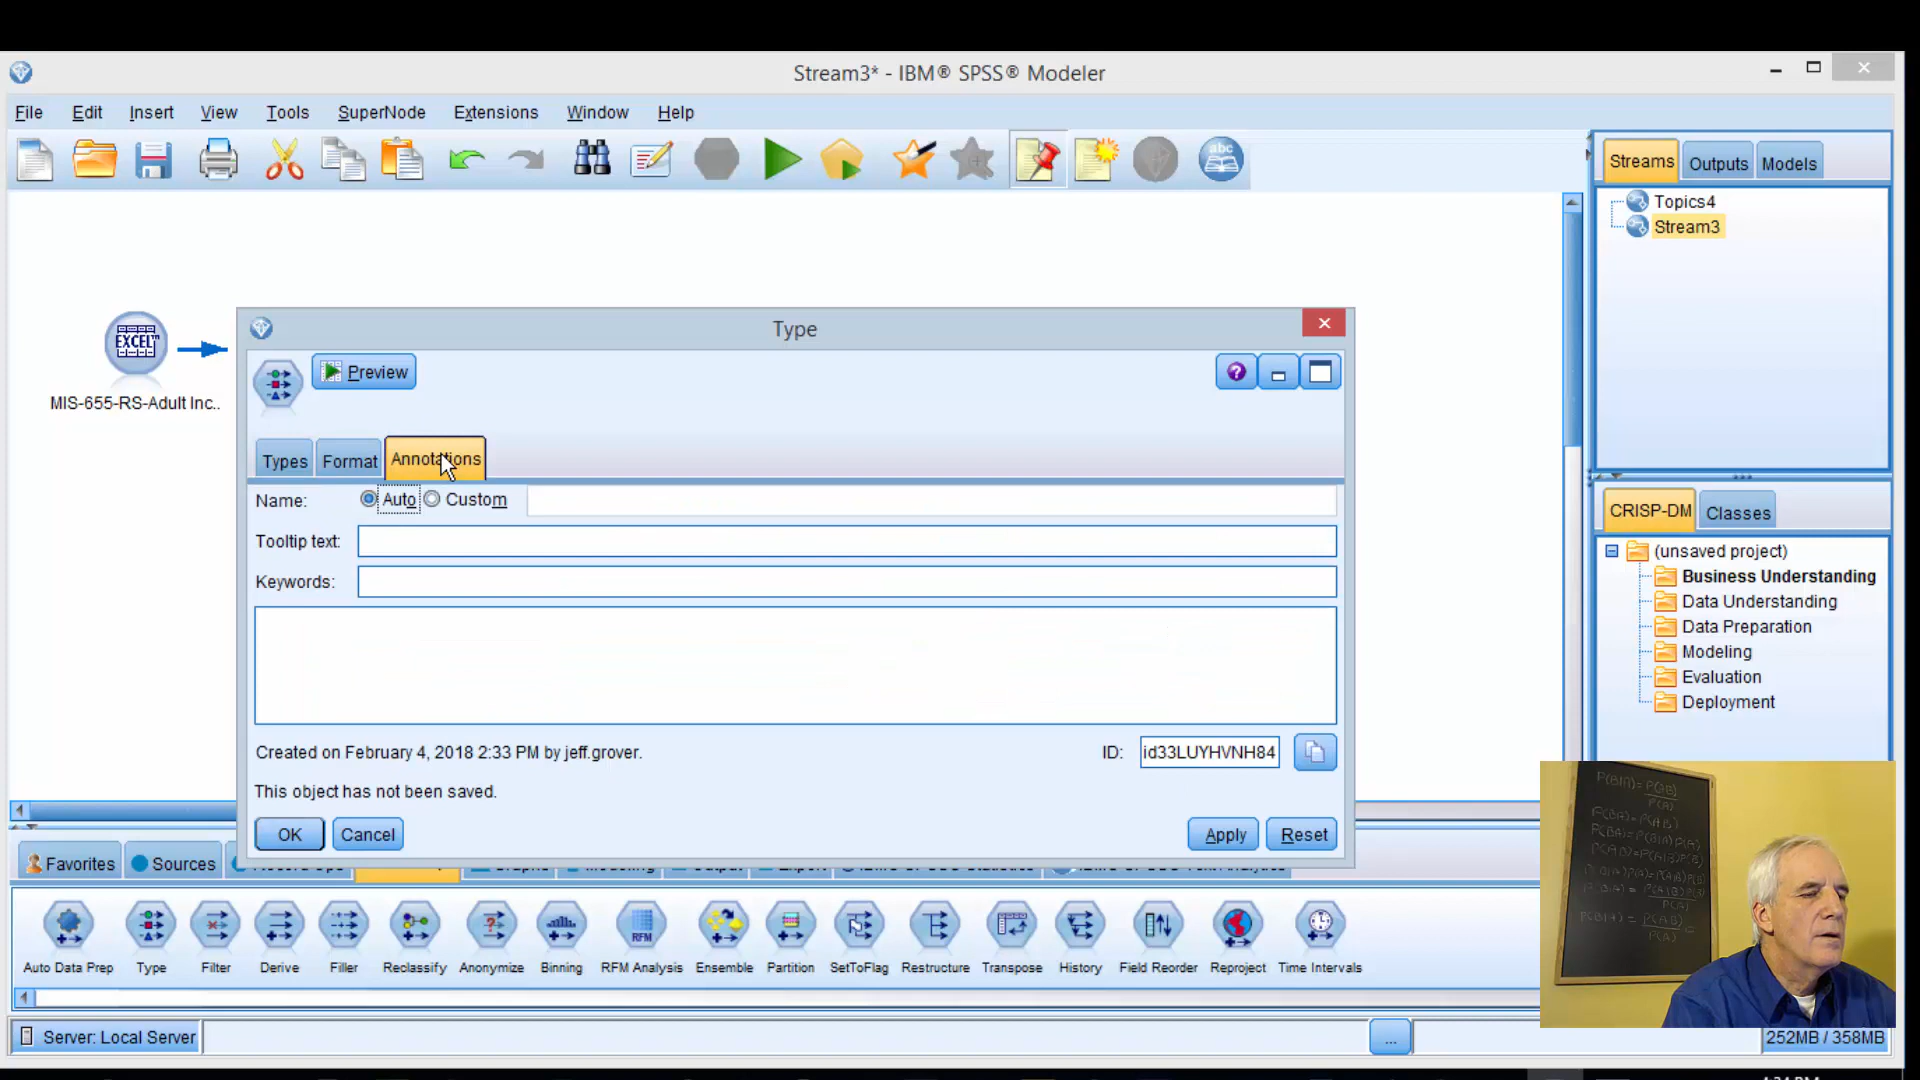 Stream3* - IBM® SPSS® Modeler
File Edit Insert View Tools SuperNode Extensions Window Help
abc
Streams Outputs Models
Topics4
Stream3
EXCEL™
MIS-655-RS-Adult Inc..
Type
Preview
Types Format Annotations
Name: Auto Custom
Tooltip text:
Keywords:
Created on February 4, 2018 2:33 PM by jeff.grover.
ID: id33LUYHVNH84
This object has not been saved.
OK Cancel Apply Reset
CRISP-DM Classes
(unsaved project)
Business Understanding
Data Understanding
Data Preparation
Modeling
Evaluation
Deployment
Favorites Sources
RFM
Auto Data Prep Type Filter Derive Filler Reclassify Anonymize Binning RFM Analysis Ensemble Partition SetToFlag Restructure Transpose History Field Reorder Reproject Time Intervals
Server: Local Server
...
252MB / 358MB